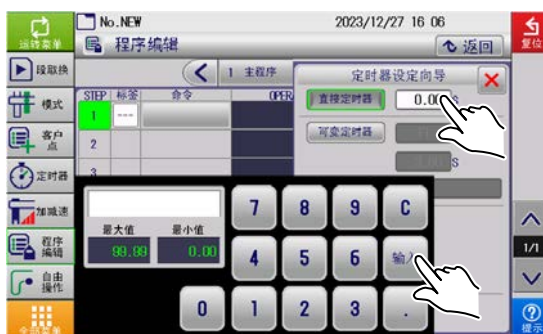 No.NEW
2023/12/27 16 06
运转菜单
程序编辑
返回
复位
段取换
1 主程序
定时器设定向导
STEP 标签 命令 OPER
直接定时器
0.00 s
模式
1 ---
客户点
2
可变定时器
S
定时器
3
加减速
最大值 最小值
99.99 0.00
7 8 9 C
4 5 6 输入
0 1 2 3 .
程序编辑
1/1
自由操作
全部菜单
提示